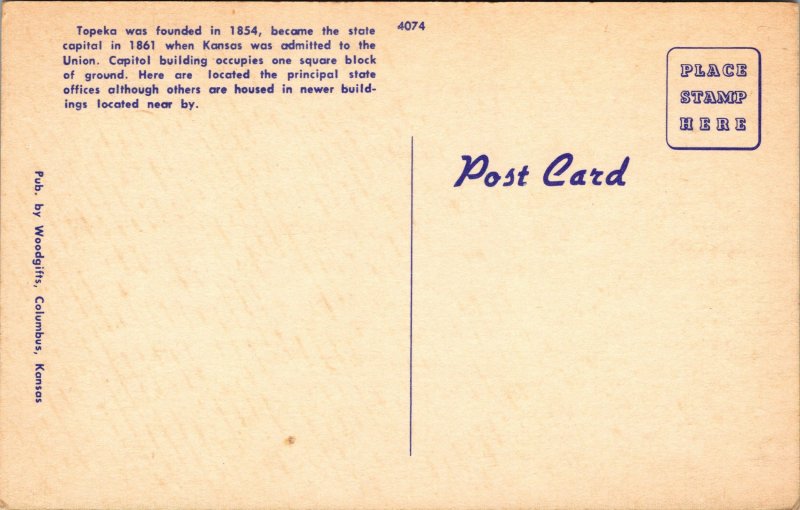 Topeka was founded in 1854, became the state
capital in 1861 when Kansas was admitted to the
Union. Capitol building occupies one square block
of ground. Here are located the principal state
offices although others are housed in newer build-
ings located near by.
4074
PLACE
STAMP
HERE
Post Card
Pub. by Woodgifts, Columbus, Kansas